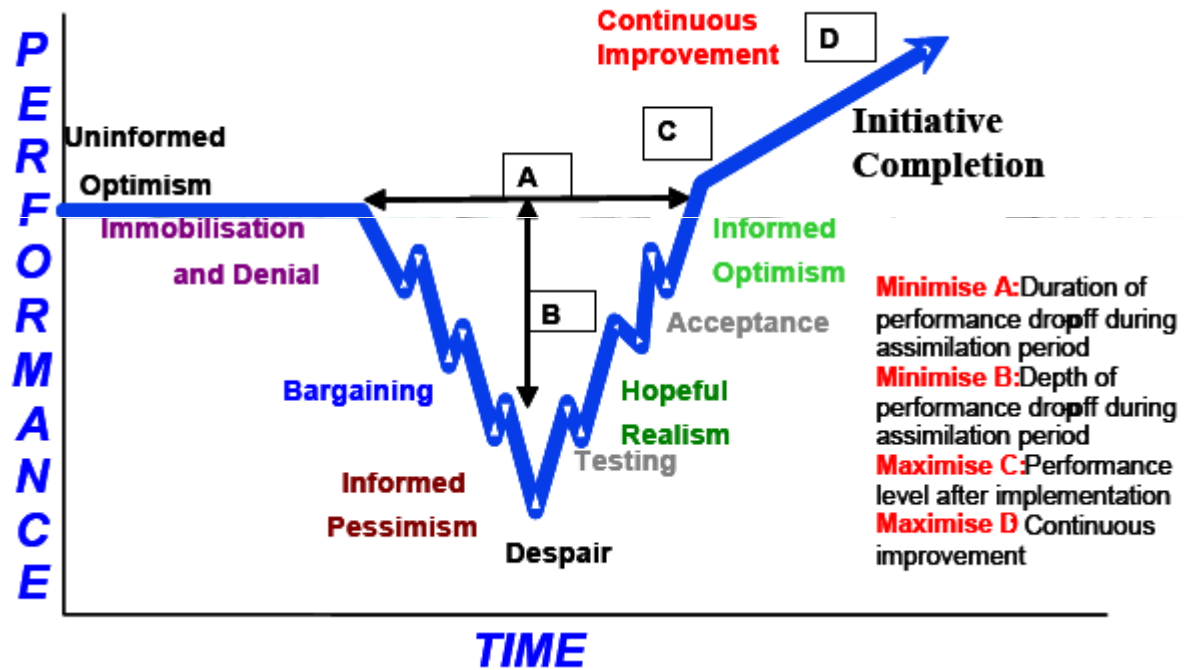 PERFORMANCE
Continuous
Improvement
D
Uninformed
Optimism
C
Initiative
Completion
A
Immobilisation
and Denial
Informed
Optimism
B
Acceptance
Bargaining
Hopeful
Realism
Testing
Informed
Pessimism
Despair
Minimise A:Duration of
performance dropoff during
assimilation period
Minimise B:Depth of
performance dropoff during
assimilation period
Maximise C:Performance
level after implementation
Maximise D Continuous
improvement
TIME